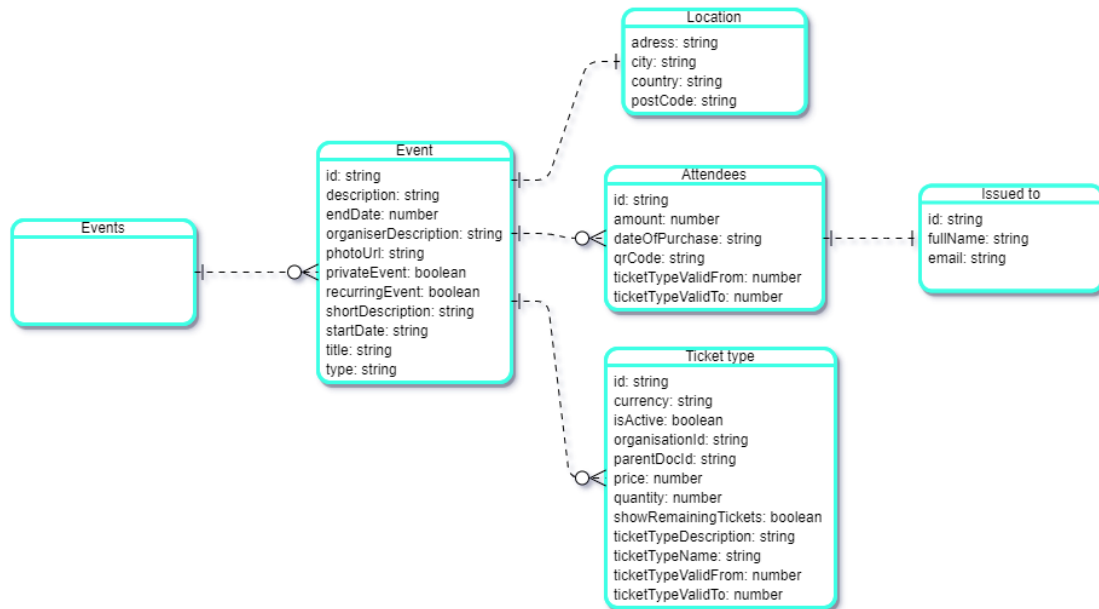 Location
adress: string
city: string
country: string
postCode: string
Event
id: string
description: string
endDate: number
organiserDescription: string
photoUrl: string
privateEvent: boolean
recurringEvent: boolean
shortDescription: string
startDate: string
title: string
type: string
Attendees
id: string
amount: number
dateOfPurchase: string
qrCode: string
ticketTypeValidFrom: number
ticketTypeValidTo: number
Issued to
id: string
fullName: string
email: string
Events
Ticket type
id: string
currency: string
isActive: boolean
organisationId: string
parentDocId: string
price: number
quantity: number
showRemainingTickets: boolean
ticketTypeDescription: string
ticketTypeName: string
ticketTypeValidFrom: number
ticketTypeValidTo: number